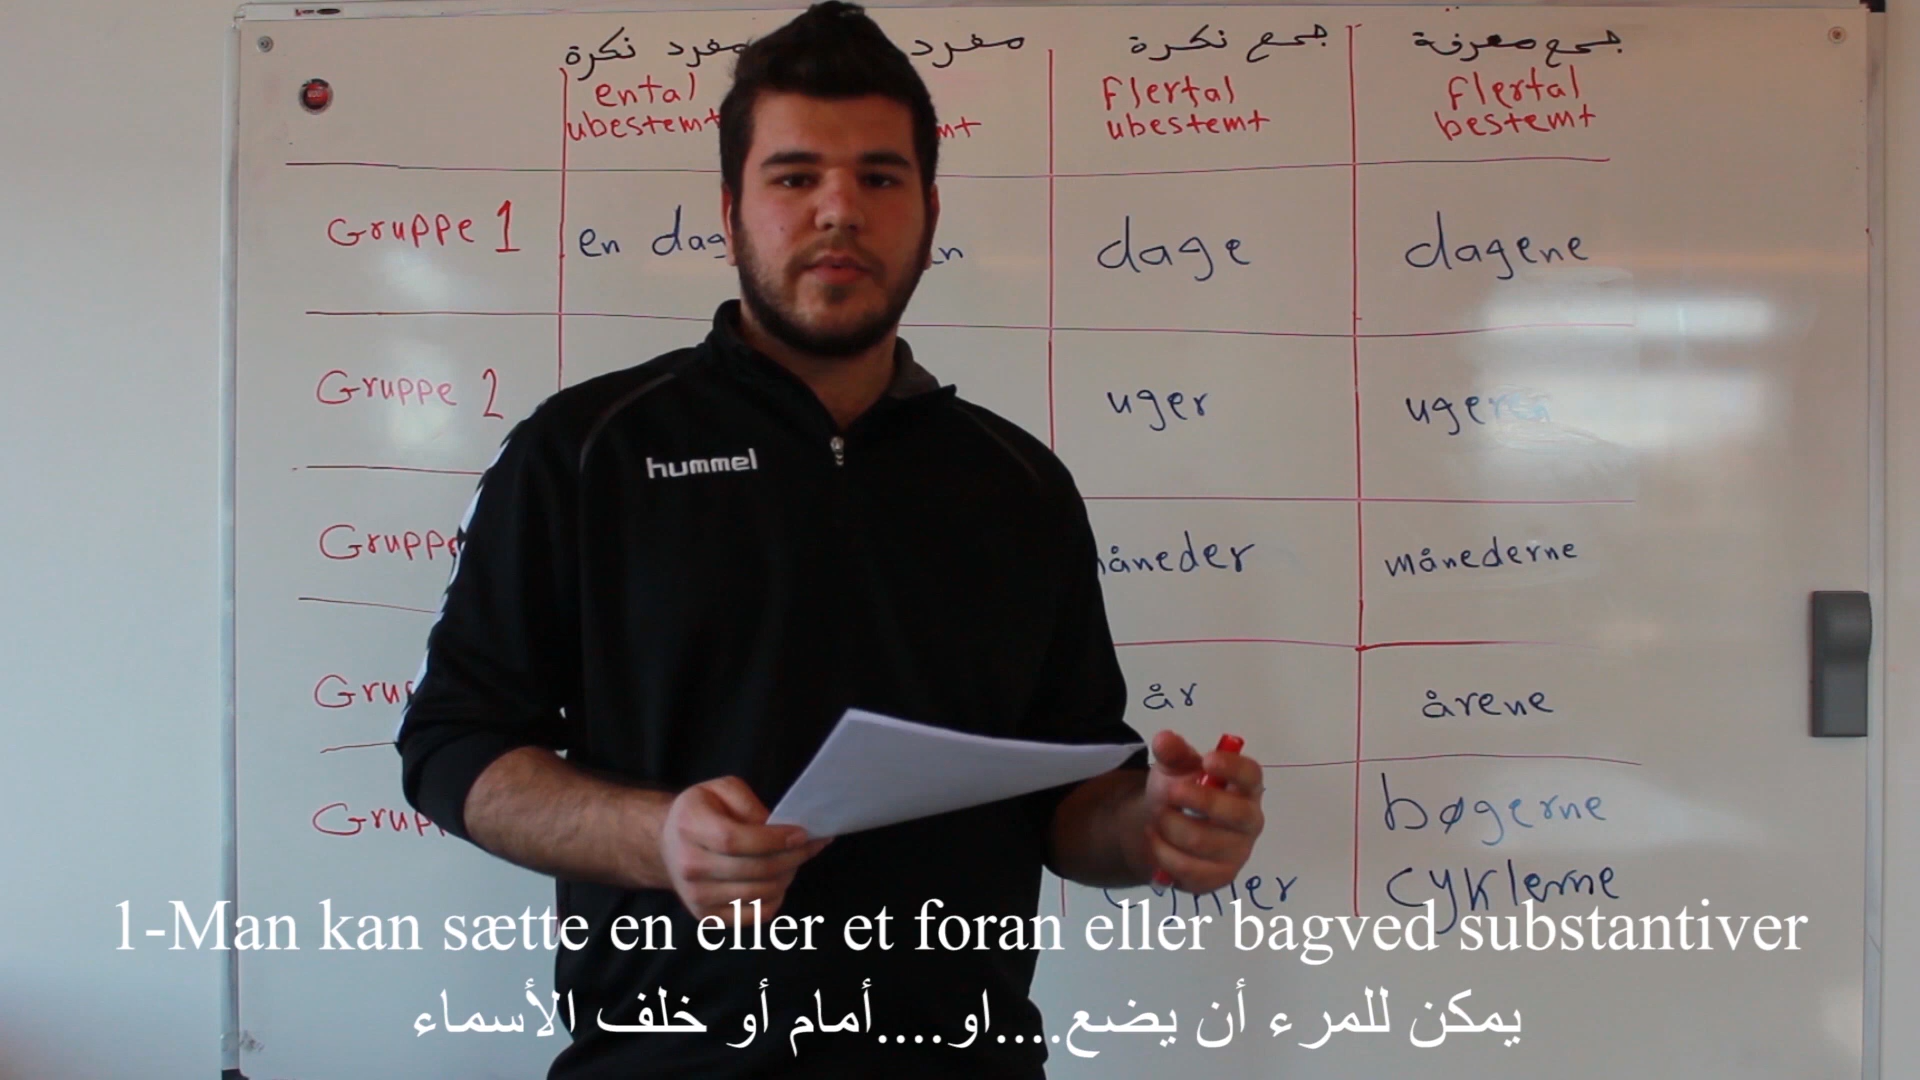 مفرد نكرة
مفرد
جمع نكرة
جمع معرفة
ental
ubestemt
Flertal
ubestemt
flertal
bestemt
Gruppe 1
en dag
dage
dagene
Gruppe 2
uger
måneder
månederne
år
årene
bøgerne
cyklerne
hummel
1-Man kan sætte en eller et foran eller bagved substantiver
يمكن للمرء أن يضع....او....أمام أو خلف الأسماء